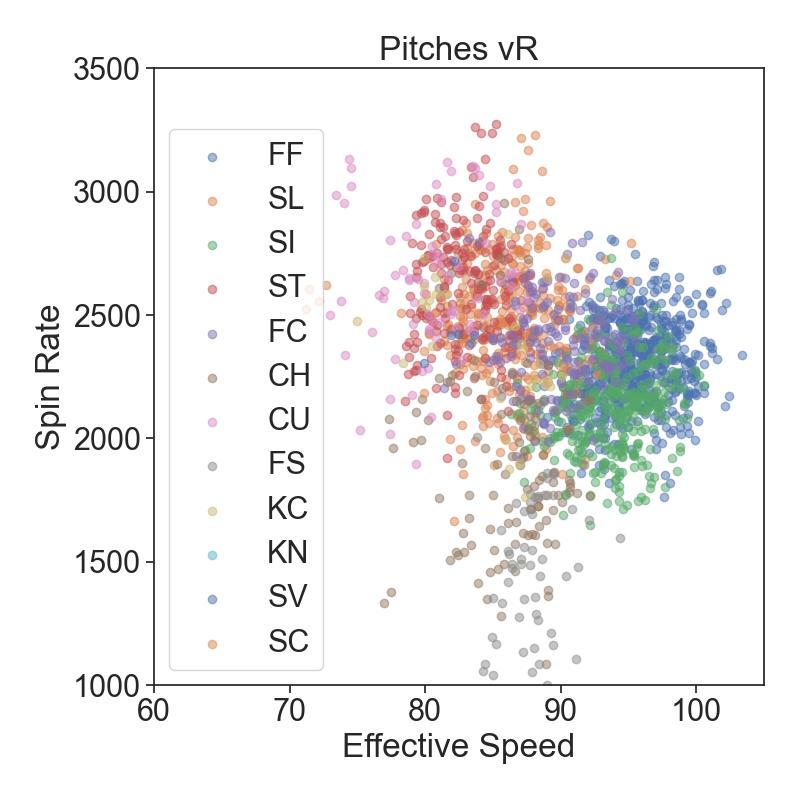 Pitches vR
3500
3000
2500
2000
1500
1000
Spin Rate
FF
SL
SI
ST
FC
CH
CU
FS
KC
KN
SV
SC
60 70 80 90 100
Effective Speed